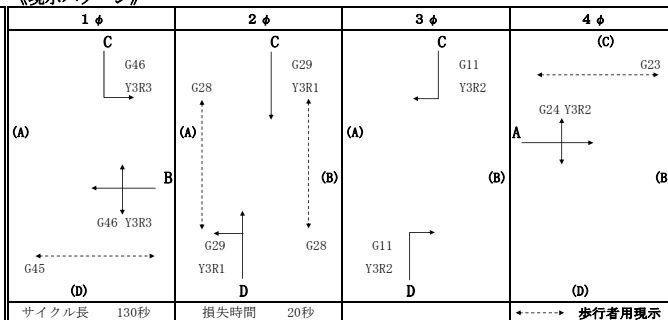 《現示パターン》
1φ 2φ 3φ 4φ
C C C (C)
G46 G29 G11 G23
Y3R3 G28 Y3R1 Y3R2
G24 Y3R2
(A) (A) (A) A
B (B) (B) (B
G46 Y3R3
G29 G28 G11
G45 Y3R1 Y3R2
(D) D D (D)
サイクル長 130秒 損失時間 20秒 歩行者用現示